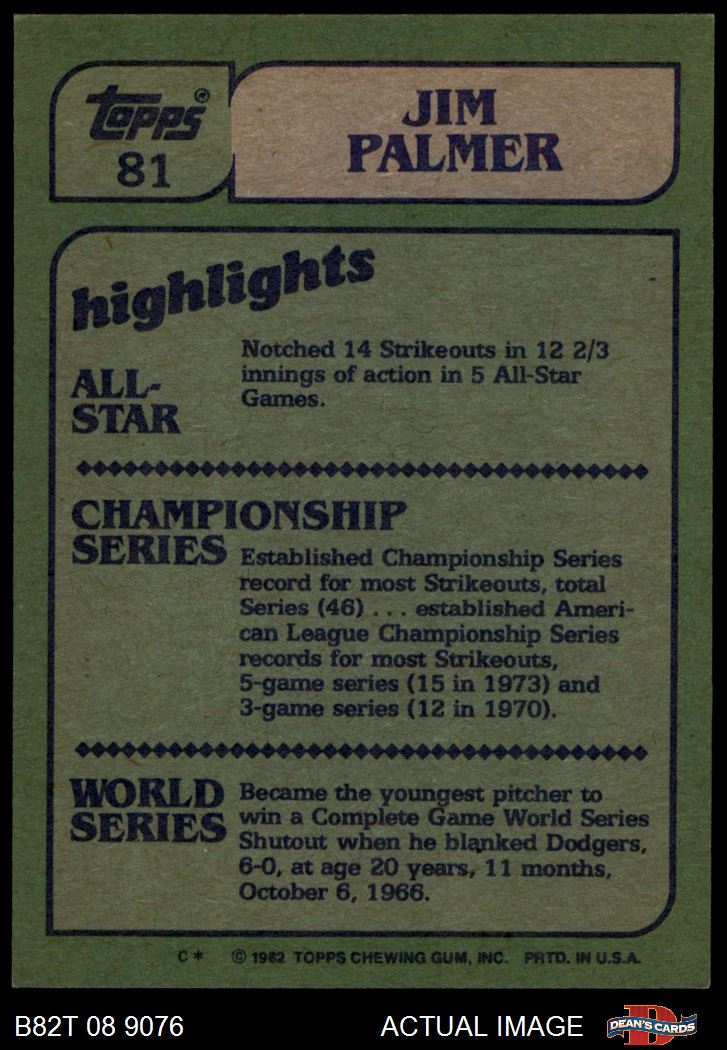 Topps®
81
JIM
PALMER
highlights
ALL-
STAR
Notched 14 Strikeouts in 12 2/3
innings of action in 5 All-Star
Games.
CHAMPIONSHIP
SERIES
Established Championship Series
record for most Strikeouts, total
Series (46) . . . established Ameri-
can League Championship Series
records for most Strikeouts,
5-game series (15 in 1973) and
3-game series (12 in 1970).
WORLD
SERIES
Became the youngest pitcher to
win a Complete Game World Series
Shutout when he blanked Dodgers,
6-0, at age 20 years, 11 months,
October 6, 1966.
C* © 1982 TOPPS CHEWING GUM, INC. PRTD. IN U.S.A.
B82T 08 9076 ACTUAL IMAGE
D
DEAN'S CARDS